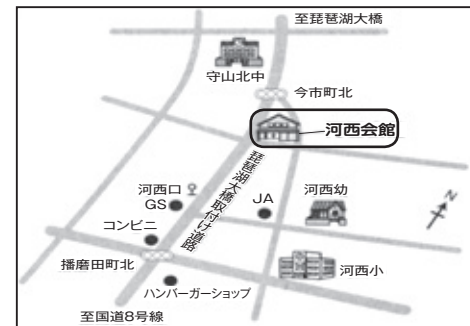 至琵琶湖大橋
守山北中
今市町北
河西会館
琵琶湖大橋取付け道路
河西口
GS
JA
河西幼
N
コンビニ
播磨田町北
河西小
ハンバーガーショップ
至国道8号線